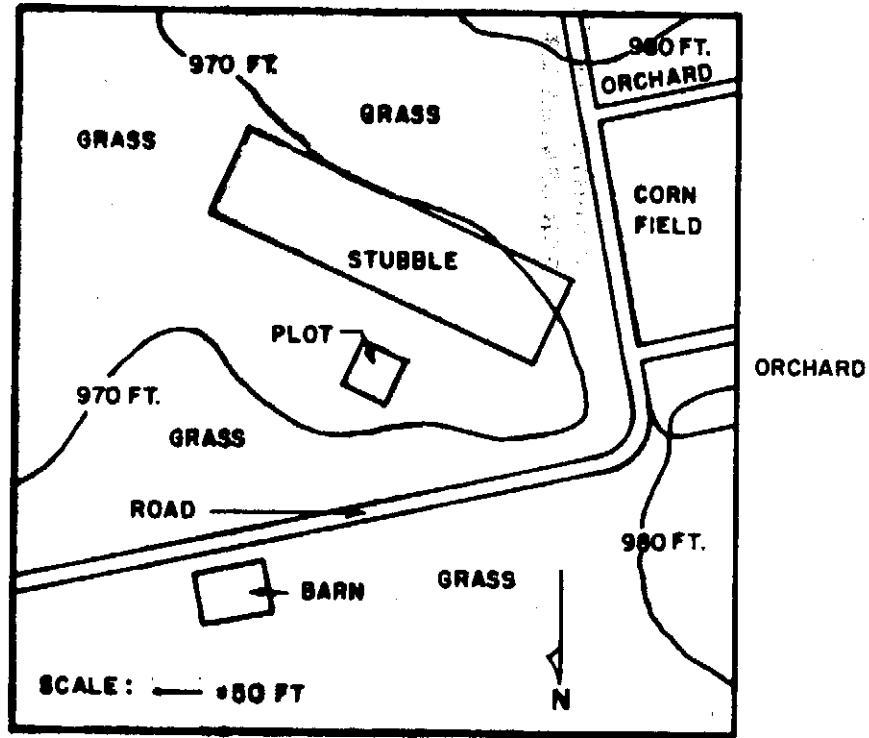 970 FT.
980 FT.
ORCHARD
GRASS
GRASS
CORN
FIELD
STUBBLE
PLOT
ORCHARD
970 FT.
GRASS
ROAD
980 FT.
GRASS
BARN
SCALE: = 50 FT
N